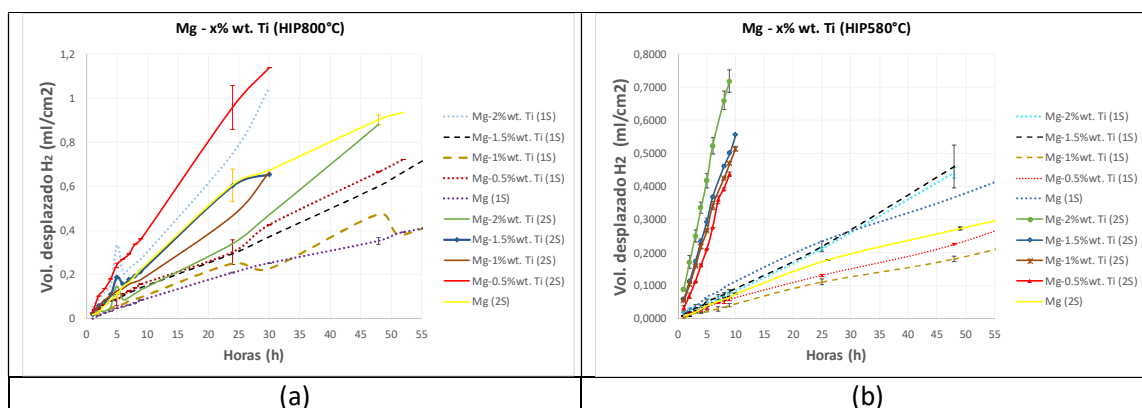 Mg - x% wt. Ti (HIP800°C)
Vol. desplazado H2 (ml/cm2)
1,2
1
0,8
0,6
0,4
0,2
0
0 5 10 15 20 25 30 35 40 45 50 55
Horas (h)
Mg-2%wt. Ti (1S)
Mg-1.5%wt. Ti (1S)
Mg-1%wt. Ti (1S)
Mg-0.5%wt. Ti (1S)
Mg (1S)
Mg-2%wt. Ti (2S)
Mg-1.5%wt. Ti (2S)
Mg-1%wt. Ti (2S)
Mg-0.5%wt. Ti (2S)
Mg (2S)
(a)
Mg - x% wt. Ti (HIP580°C)
Vol. desplazado H2 (ml/cm2)
0,8000
0,7000
0,6000
0,5000
0,4000
0,3000
0,2000
0,1000
0,0000
0 5 10 15 20 25 30 35 40 45 50 55
Horas (h)
Mg-2%wt. Ti (1S)
Mg-1.5%wt. Ti (1S)
Mg-1%wt. Ti (1S)
Mg-0.5%wt. Ti (1S)
Mg (1S)
Mg-2%wt. Ti (2S)
Mg-1.5%wt. Ti (2S)
Mg-1%wt. Ti (2S)
Mg-0.5%wt. Ti (2S)
Mg (2S)
(b)